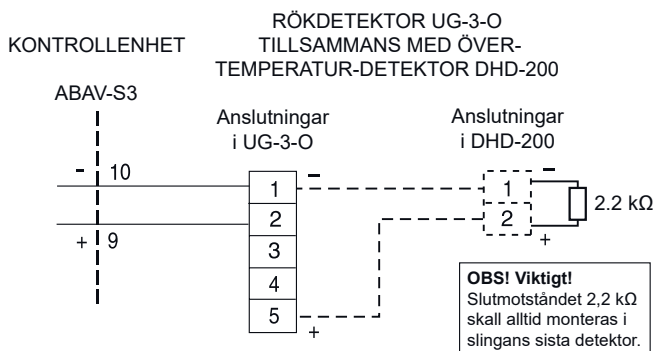 RÖKDETEKTOR UG-3-O
KONTROLLENHET
TILLSAMMANS MED ÖVER-
TEMPERATUR-DETEKTOR DHD-200
ABAV-S3
Anslutningar
i UG-3-O
Anslutningar
i DHD-200
- 10
+ 9
1 -
2
3
4
5 +
1 -
2 +
2.2 kΩ
OBS! Viktigt!
Slutmotståndet 2,2 kΩ
skall alltid monteras i
slingans sista detektor.